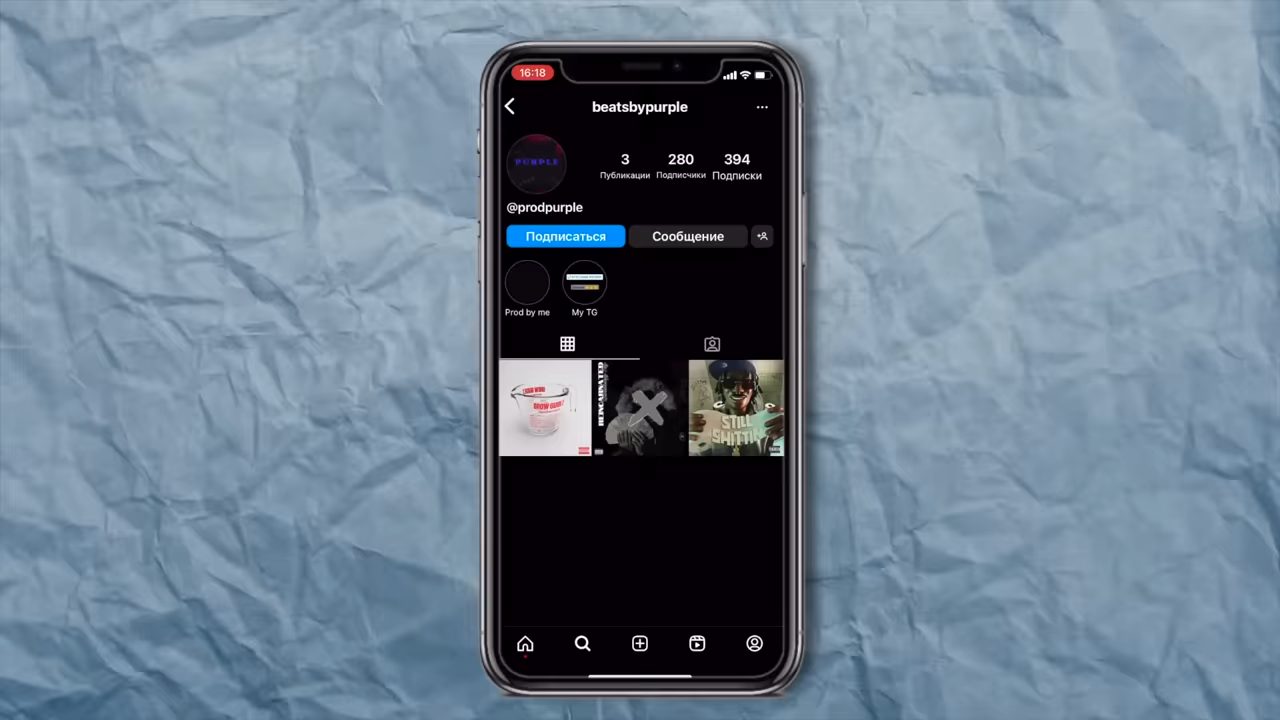 16:18
beatsbypurple
PURPLE
3 280 394
Публикации Подписчики Подписки
@prodpurple
Подписаться Сообщение
Prod by me My TG
REINCARNATED
STILL
SHITTIN